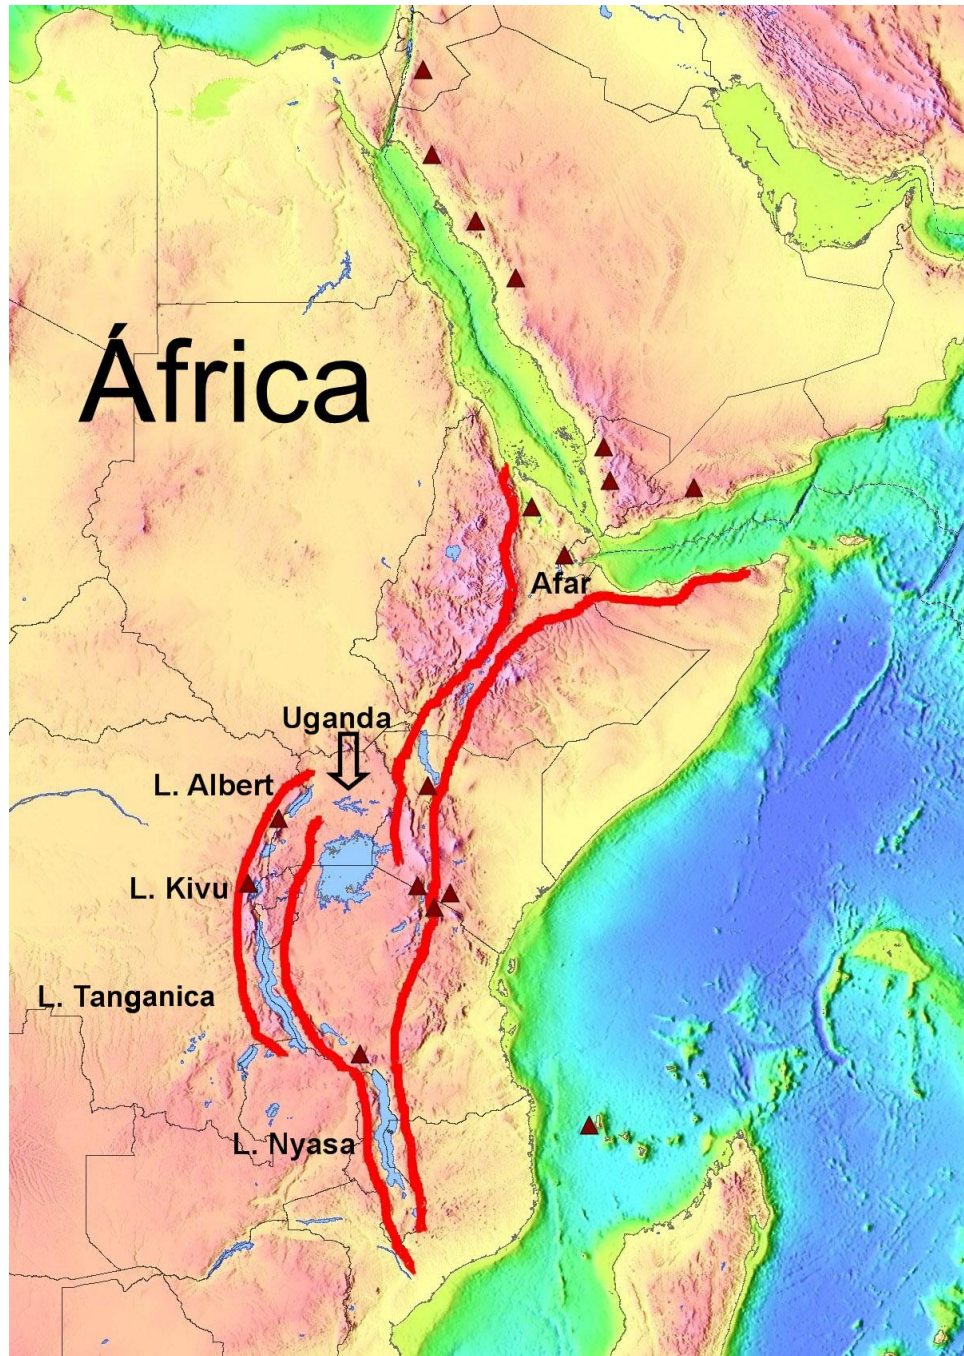 África
Afar
Uganda
L. Albert
L. Kivu
L. Tanganica
L. Nyasa